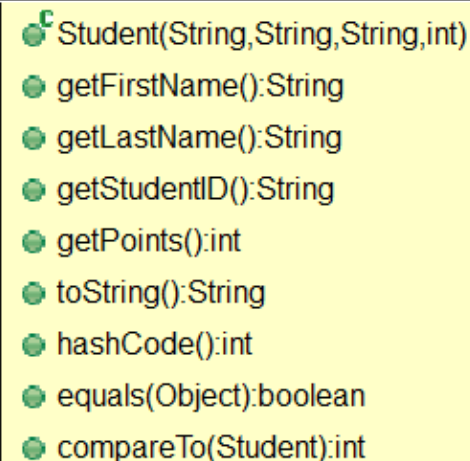 C
Student(String,String,String,int)
getFirstName():String
getLastName():String
getStudentID():String
getPoints():int
toString():String
hashCode():int
equals(Object):boolean
compareTo(Student):int